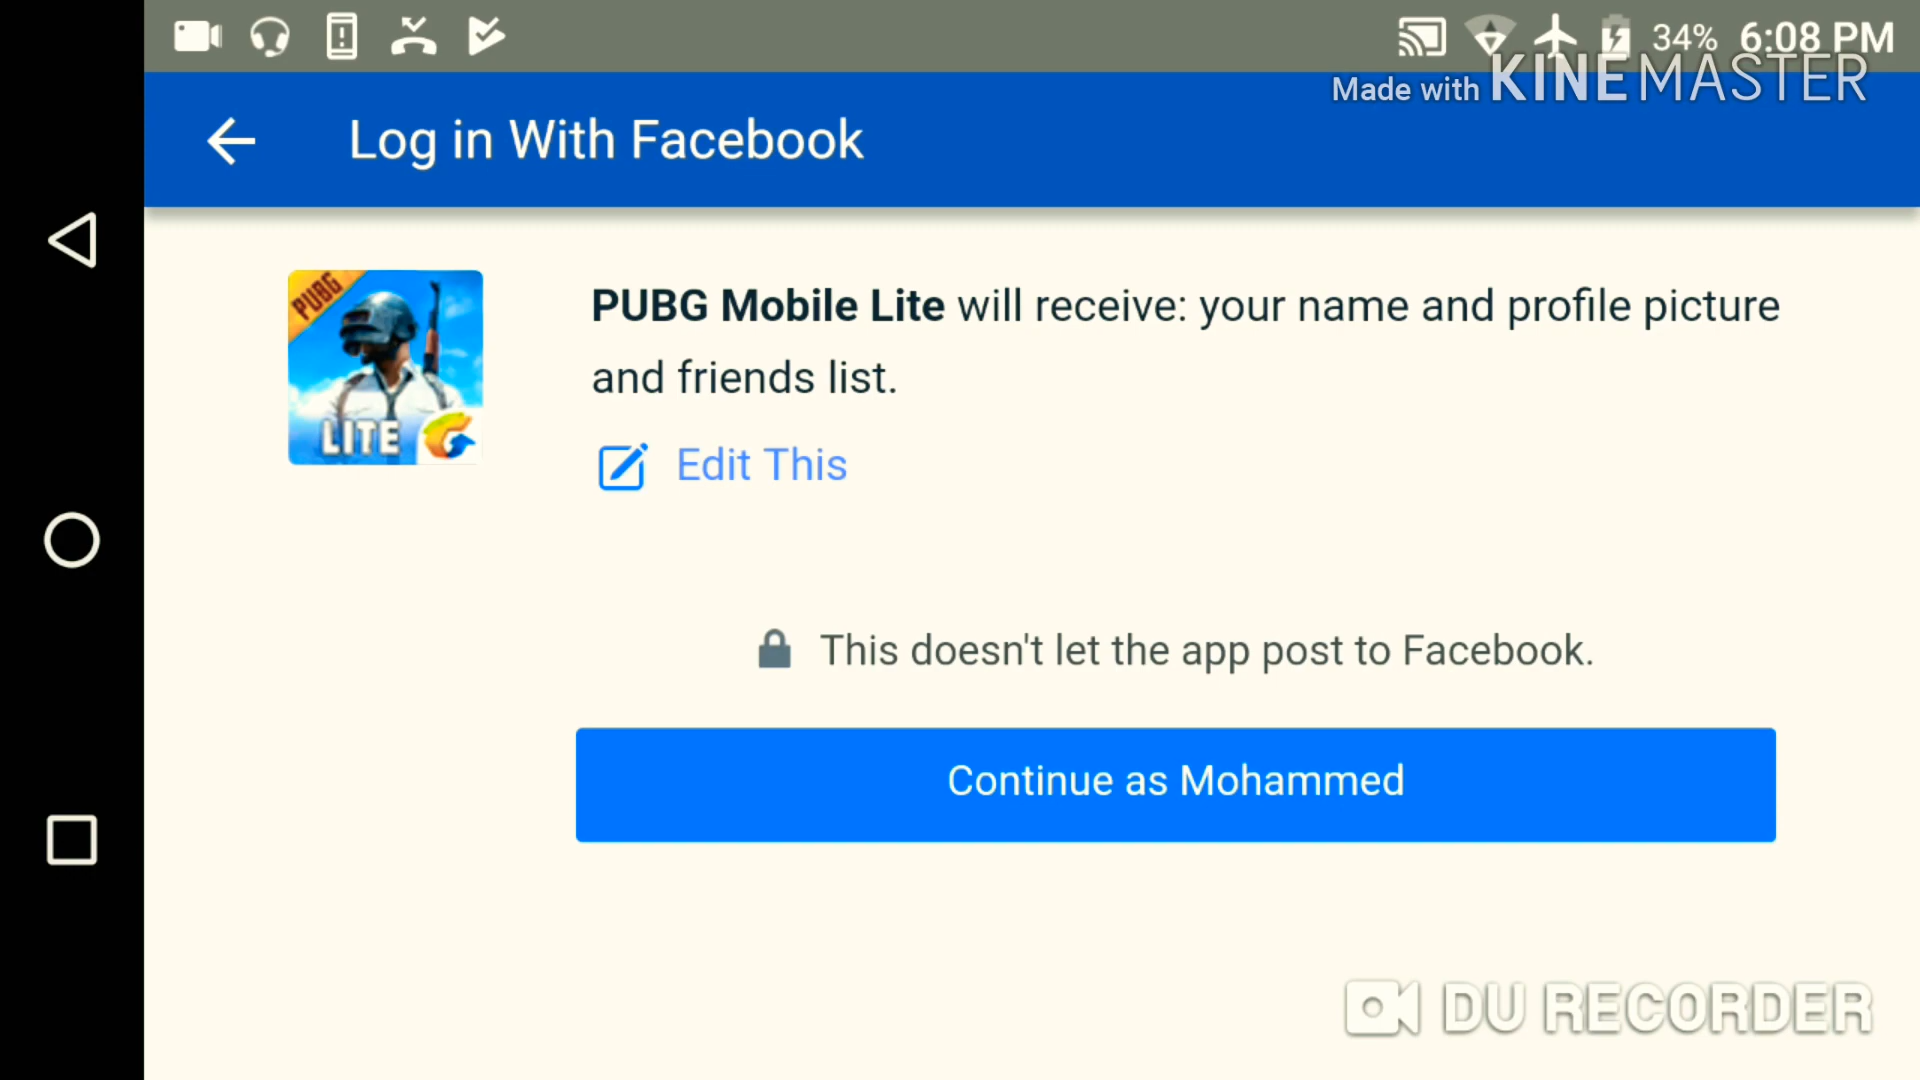 34% 6:08 PM
Made with KINEMASTER
Log in With Facebook
PUBG
LITE
PUBG Mobile Lite will receive: your name and profile picture
and friends list.
Edit This
This doesn't let the app post to Facebook.
Continue as Mohammed
DU RECORDER